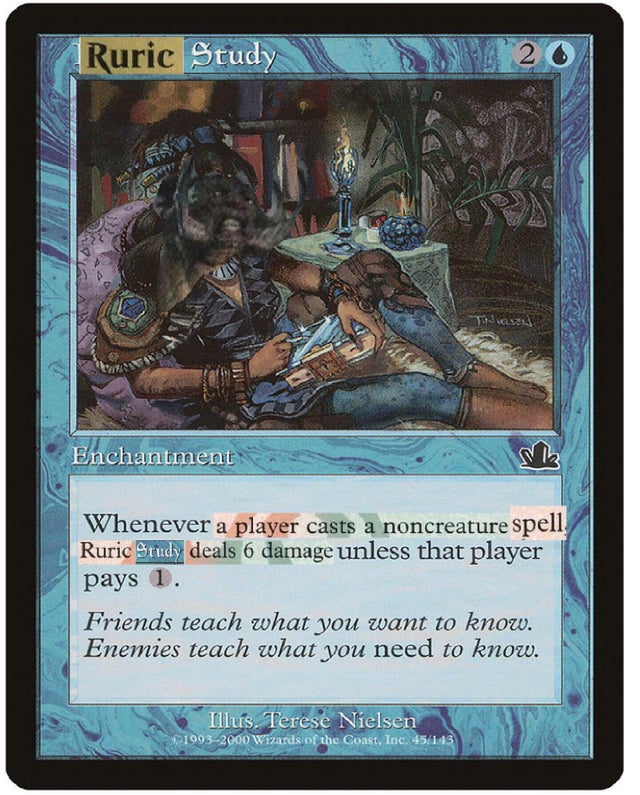 Ruric Study 2
T. NIELSEN
Enchantment
Whenever a player casts a noncreature spell,
Ruric Study deals 6 damage unless that player
pays 1.
Friends teach what you want to know.
Enemies teach what you need to know.
Illus. Terese Nielsen
©1993-2000 Wizards of the Coast, Inc. 45/143